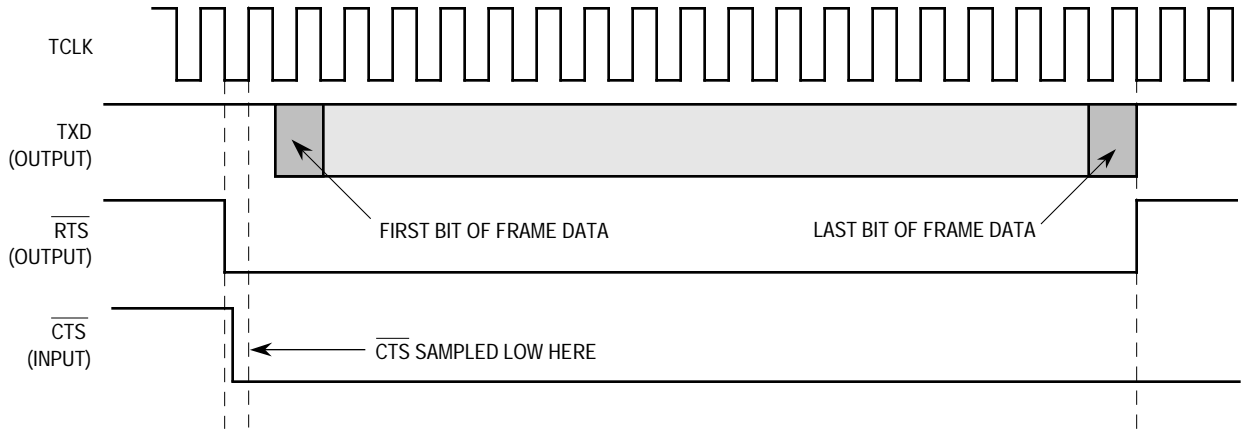 TCLK
TXD
(OUTPUT)
FIRST BIT OF FRAME DATA
LAST BIT OF FRAME DATA
RTS
(OUTPUT)
CTS
(INPUT)
CTS SAMPLED LOW HERE